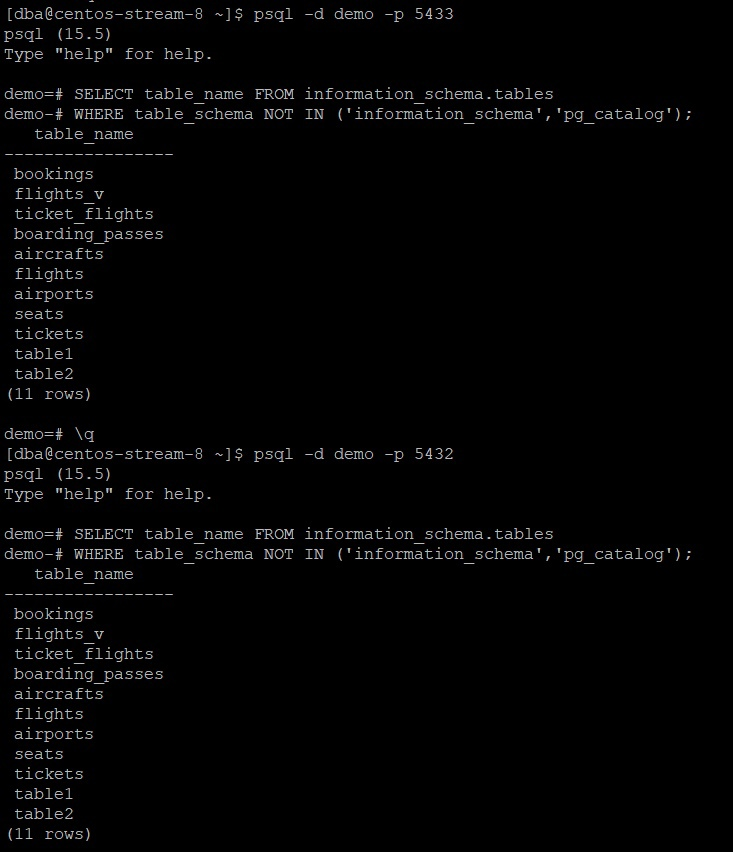 [dba@centos-stream-8 ~]$ psql -d demo -p 5433
psql (15.5)
Type "help" for help.

demo=# SELECT table_name FROM information_schema.tables
demo-# WHERE table_schema NOT IN ('information_schema','pg_catalog');
   table_name
-----------------
 bookings
 flights_v
 ticket_flights
 boarding_passes
 aircrafts
 flights
 airports
 seats
 tickets
 table1
 table2
(11 rows)

demo=# \q
[dba@centos-stream-8 ~]$ psql -d demo -p 5432
psql (15.5)
Type "help" for help.

demo=# SELECT table_name FROM information_schema.tables
demo-# WHERE table_schema NOT IN ('information_schema','pg_catalog');
   table_name
-----------------
 bookings
 flights_v
 ticket_flights
 boarding_passes
 aircrafts
 flights
 airports
 seats
 tickets
 table1
 table2
(11 rows)